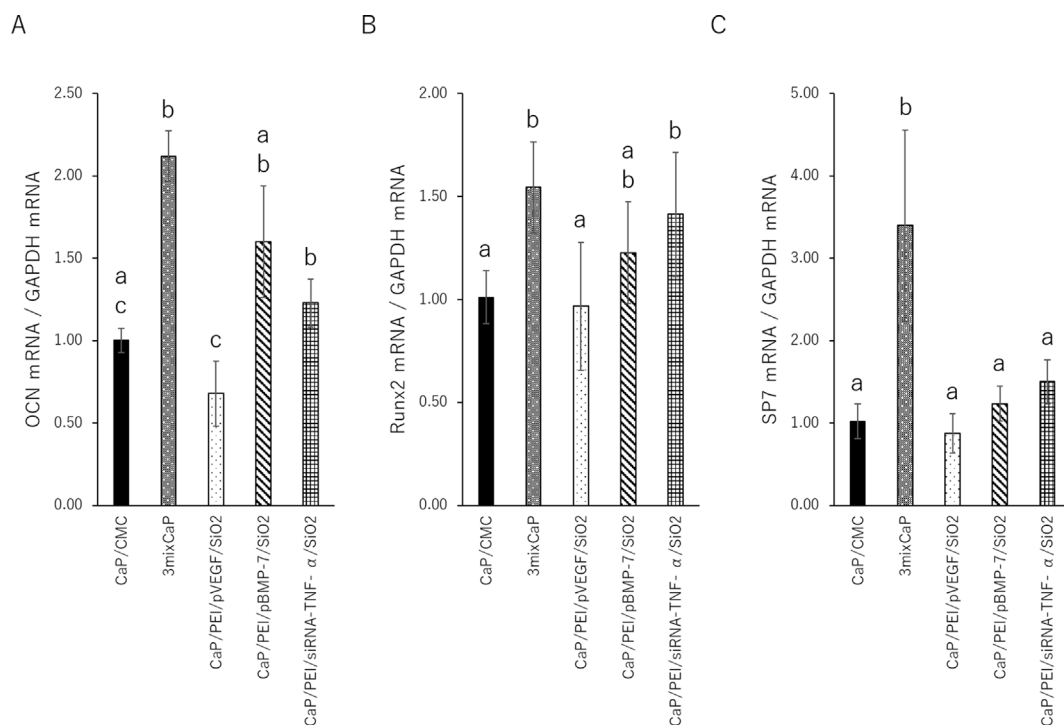 A
OCN mRNA / GAPDH mRNA
2.50
2.00
1.50
1.00
0.50
0.00
a
c
b
c
a
b
b
CaP/CMC
3mixCaP
CaP/PEI/pVEGF/SiO2
CaP/PEI/pBMP-7/SiO2
CaP/PEI/siRNA-TNF- α/SiO2
B
Runx2 mRNA / GAPDH mRNA
2.00
1.50
1.00
0.50
0.00
a
b
a
a
b
b
CaP/CMC
3mixCaP
CaP/PEI/pVEGF/SiO2
CaP/PEI/pBMP-7/SiO2
CaP/PEI/siRNA-TNF- α/SiO2
C
SP7 mRNA / GAPDH mRNA
5.00
4.00
3.00
2.00
1.00
0.00
a
b
a
a
a
CaP/CMC
3mixCaP
CaP/PEI/pVEGF/SiO2
CaP/PEI/pBMP-7/SiO2
CaP/PEI/siRNA-TNF- α/SiO2